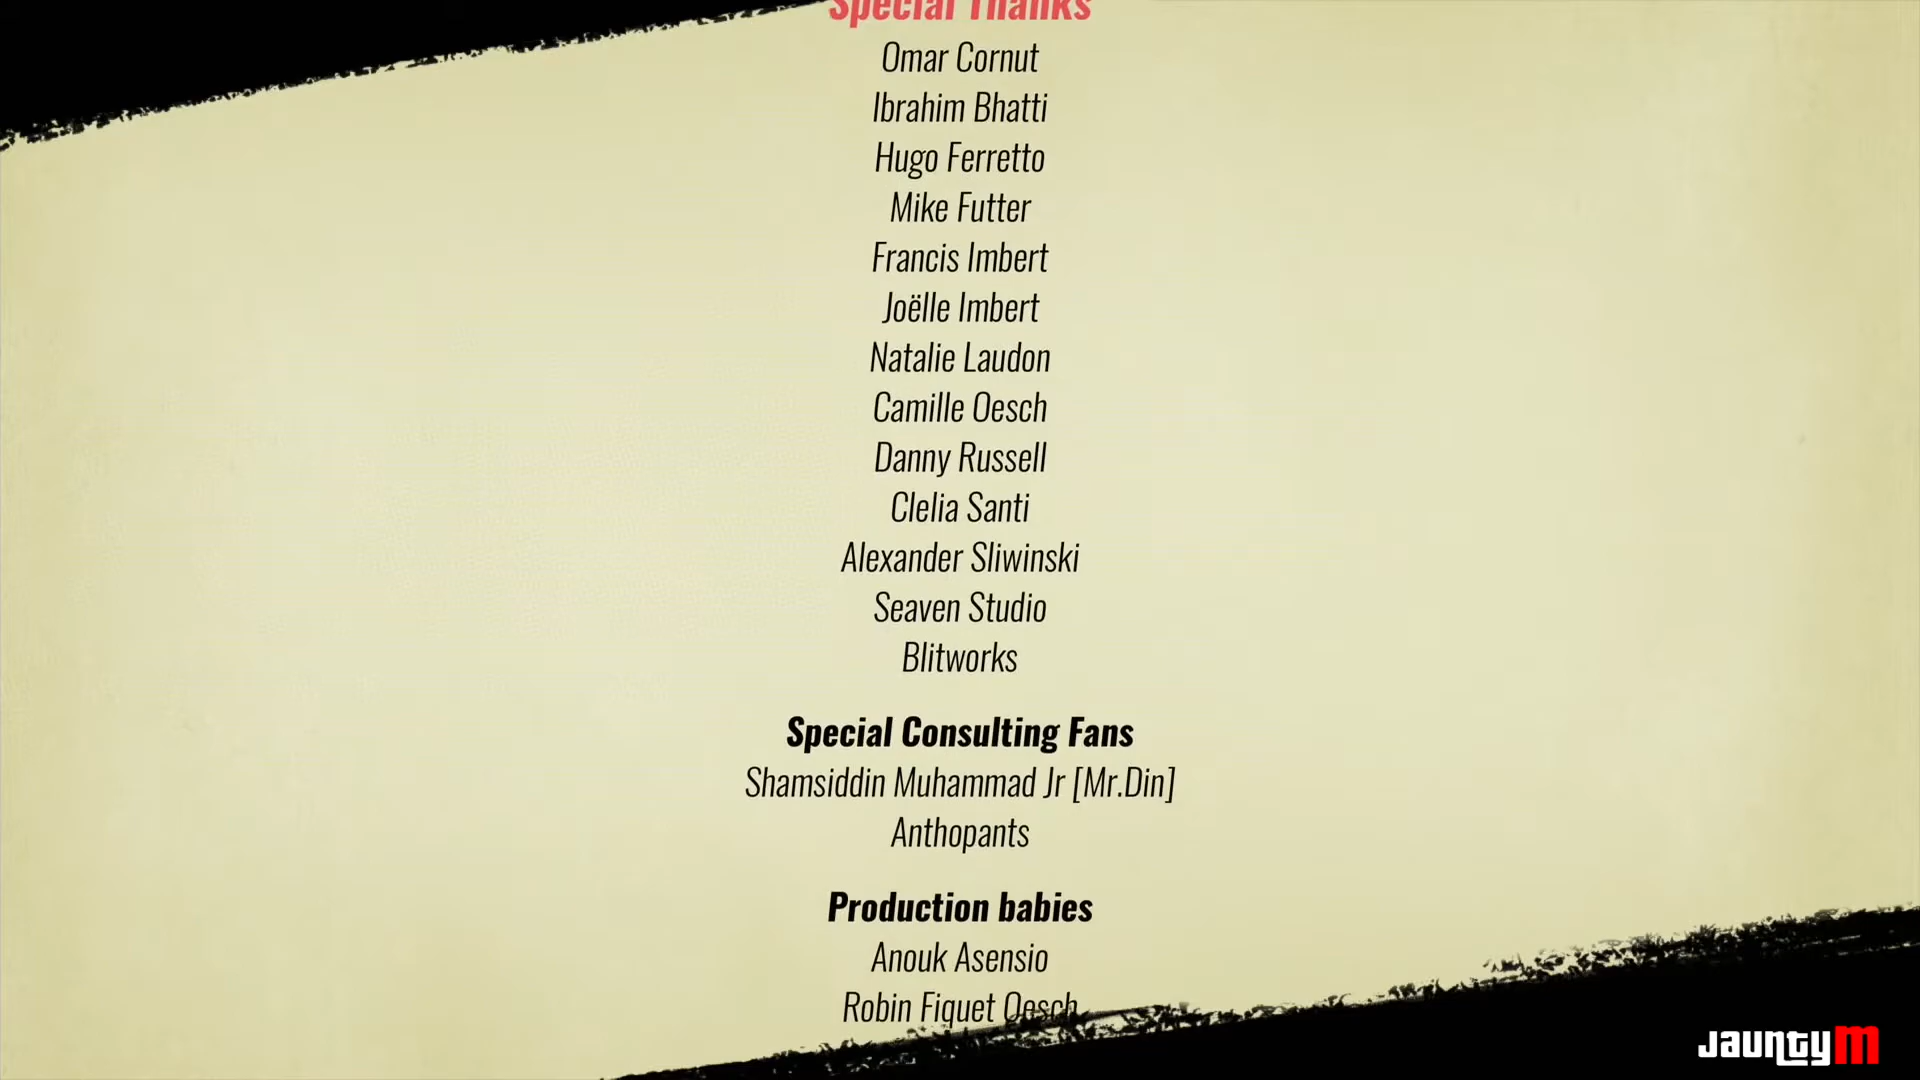 Special Thanks
Omar Cornut
Ibrahim Bhatti
Hugo Ferretto
Mike Futter
Francis Imbert
Joëlle Imbert
Natalie Laudon
Camille Oesch
Danny Russell
Clelia Santi
Alexander Sliwinski
Seaven Studio
Blitworks
Special Consulting Fans
Shamsiddin Muhammad Jr [Mr.Din]
Anthopants
Production babies
Anouk Asensio
Robin Fiquet Oesch
JauntyM